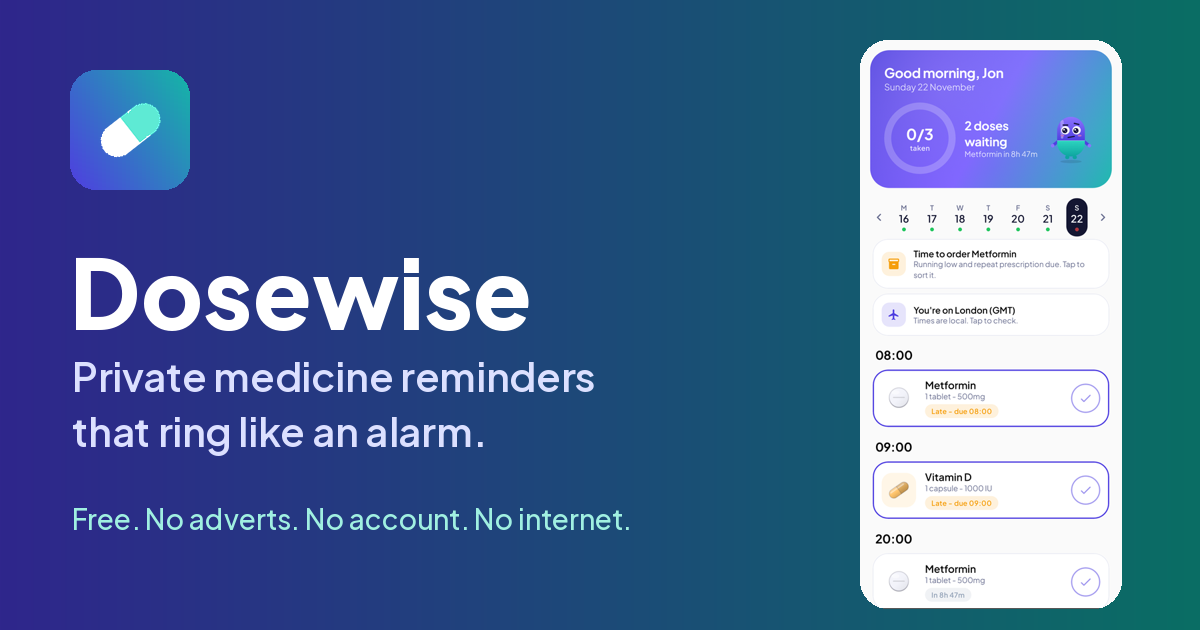 Dosewise
Private medicine reminders
that ring like an alarm.
Free. No adverts. No account. No internet.
Good morning, Jon
Sunday 22 November
0/3
taken
2 doses
waiting
Metformin in 8h 47m
M T W T F S S
16 17 18 19 20 21 22
Time to order Metformin
Running low and repeat prescription due. Tap to
sort it.
You're on London (GMT)
Times are local. Tap to check.
08:00
Metformin
1 tablet - 500mg
Late - due 08:00
09:00
Vitamin D
1 capsule - 1000 IU
Late - due 09:00
20:00
Metformin
1 tablet - 500mg
In 8h 47m